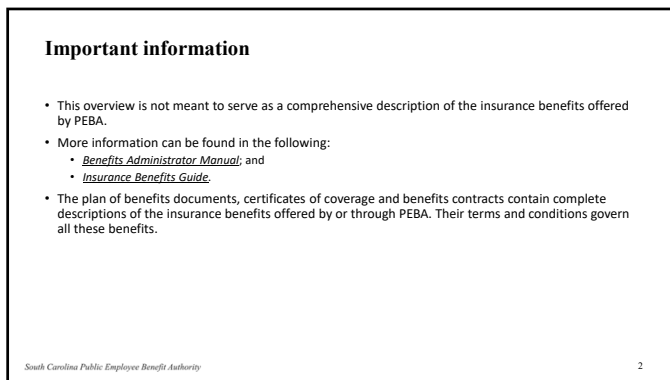 Important information
• This overview is not meant to serve as a comprehensive description of the insurance benefits offered
by PEBA.
• More information can be found in the following:
• Benefits Administrator Manual; and
• Insurance Benefits Guide.
• The plan of benefits documents, certificates of coverage and benefits contracts contain complete
descriptions of the insurance benefits offered by or through PEBA. Their terms and conditions govern
all these benefits.
South Carolina Public Employee Benefit Authority
2